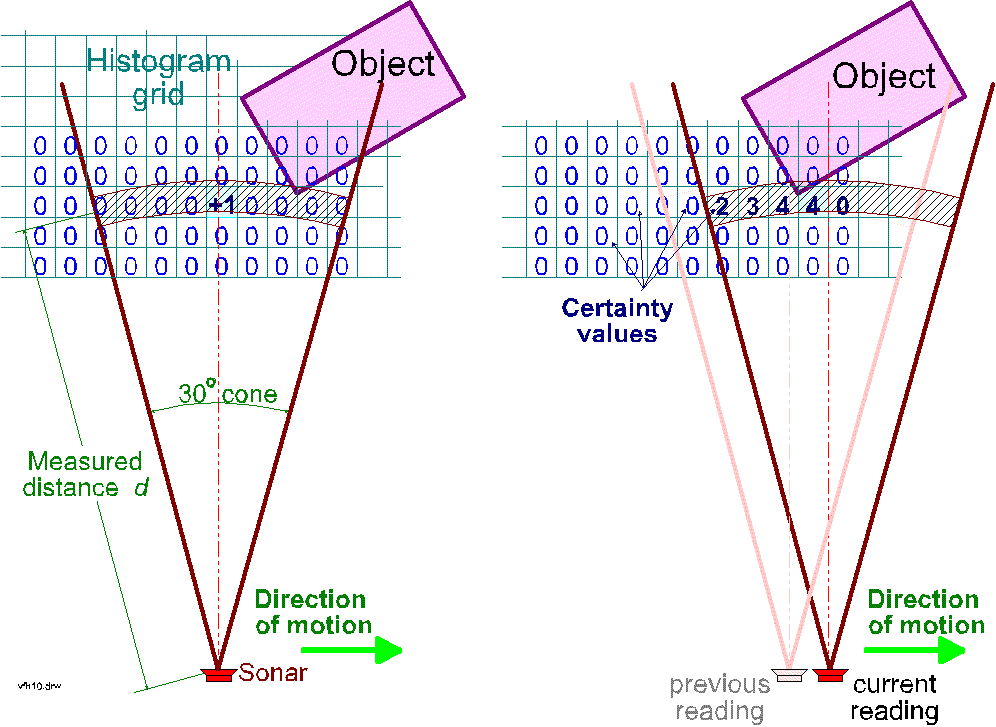 Histogram
grid
Object
0 0 0 0 0 0 0 0 0 0 0
0 0 0 0 0 0 0 0 0 0 0
0 0 0 0 0 0 +1 0 0 0 0
0 0 0 0 0 0 0 0 0 0 0
0 0 0 0 0 0 0 0 0 0 0
30° cone
Measured
distance d
Direction
of motion
Sonar
vfh10.drw
Object
0 0 0 0 0 0 0 0 0 0 0
0 0 0 0 0 0 0 0 0 0 0
0 0 0 0 0 0 2 3 4 4 0
0 0 0 0 0 0 0 0 0 0 0
0 0 0 0 0 0 0 0 0 0 0
Certainty
values
Direction
of motion
previous
reading
current
reading